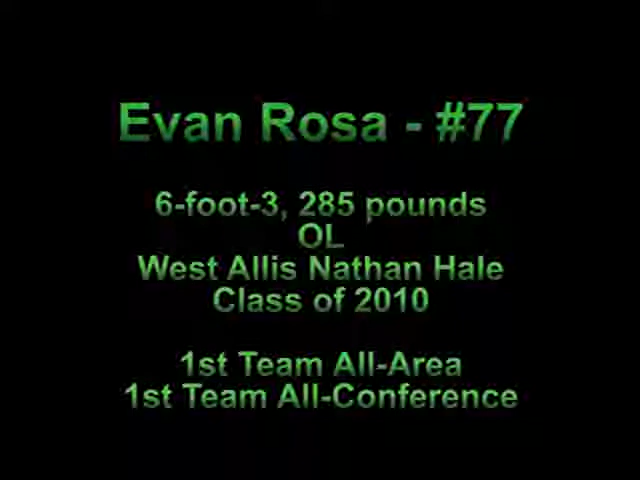 Evan Rosa - #77
6-foot-3, 285 pounds
OL
West Allis Nathan Hale
Class of 2010
1st Team All-Area
1st Team All-Conference